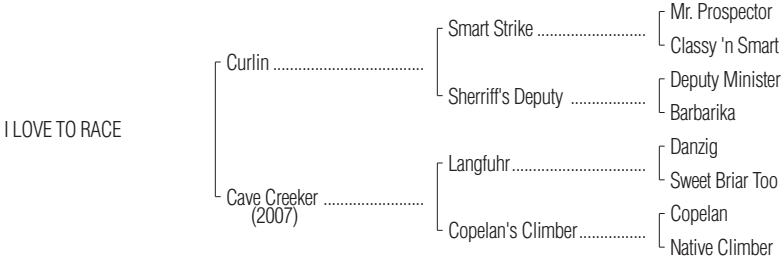 Mr. Prospector
Smart Strike ..........................
Classy 'n Smart
Curlin ....................................
Deputy Minister
Sherriff's Deputy ..................
Barbarika
I LOVE TO RACE
Danzig
Langfuhr................................
Sweet Briar Too
Cave Creeker ........................
(2007)
Copelan
Copelan's Climber................
Native Climber